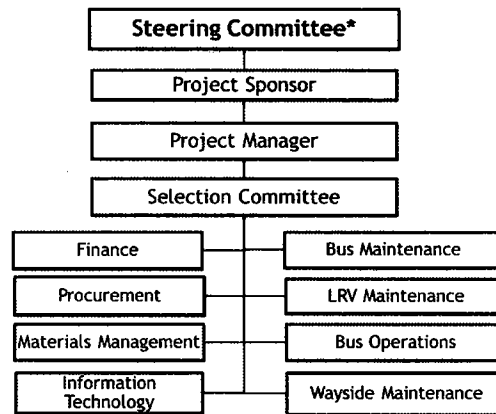 Steering Committee*
Project Sponsor
Project Manager
Selection Committee
Finance
Bus Maintenance
Procurement
LRV Maintenance
Materials Management
Bus Operations
Information
Technology
Wayside Maintenance